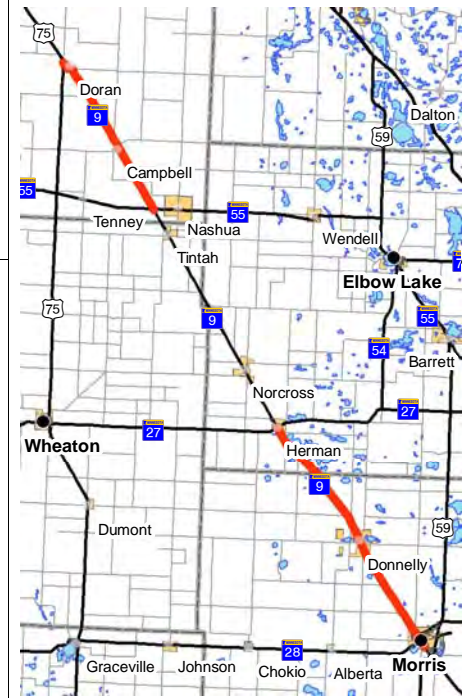 75
Doran
9
Campbell
Dalton
59
55
Tenney
Nashua
55
Wendell
Tintah
Elbow Lake
7
75
9
55
54
Barrett
Norcross
27
27
Wheaton
Herman
9
Dumont
59
Donnelly
28
Morris
Graceville
Johnson
Chokio
Alberta